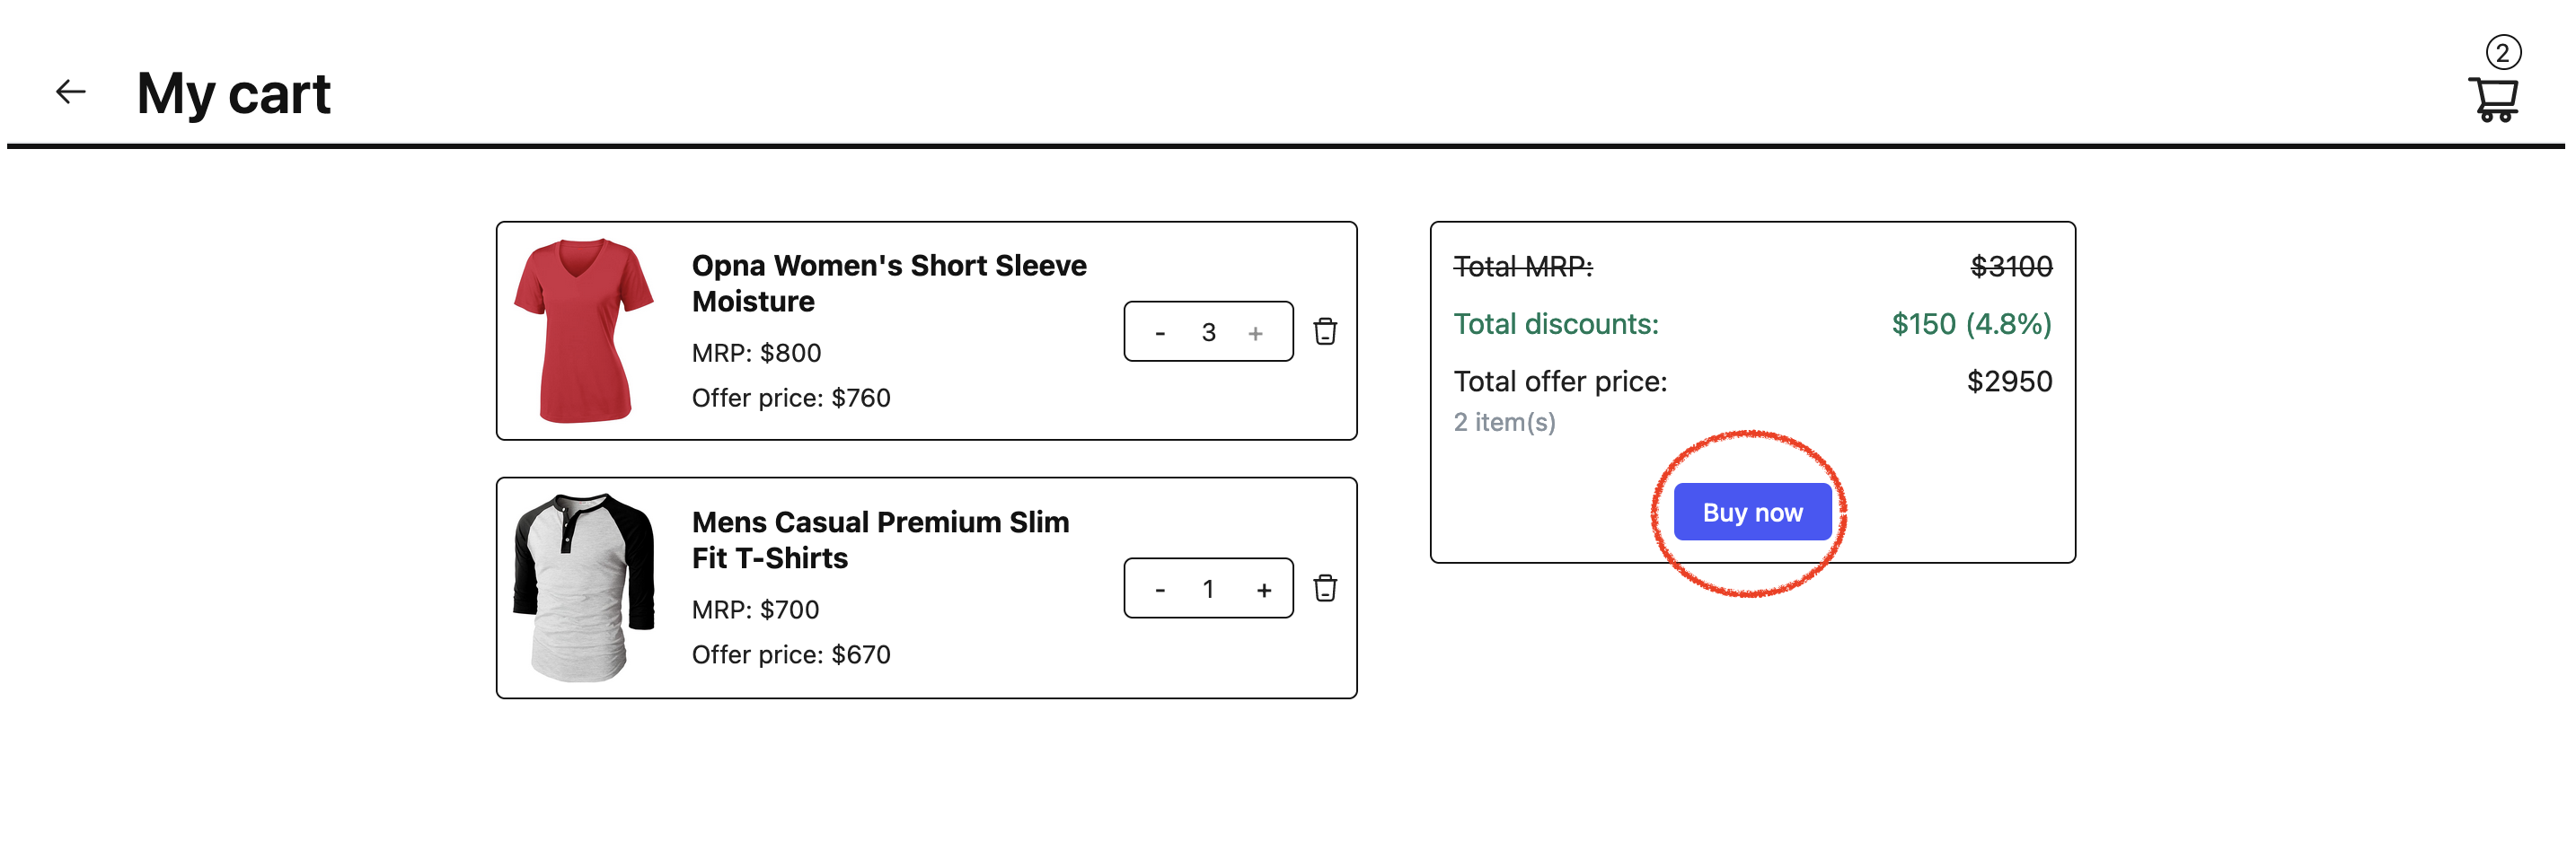 My cart
2
Opna Women's Short Sleeve
Moisture
MRP: $800
Offer price: $760
- 3 +
Mens Casual Premium Slim
Fit T-Shirts
MRP: $700
Offer price: $670
- 1 +
Total MRP: $3100
Total discounts: $150 (4.8%)
Total offer price: $2950
2 item(s)
Buy now